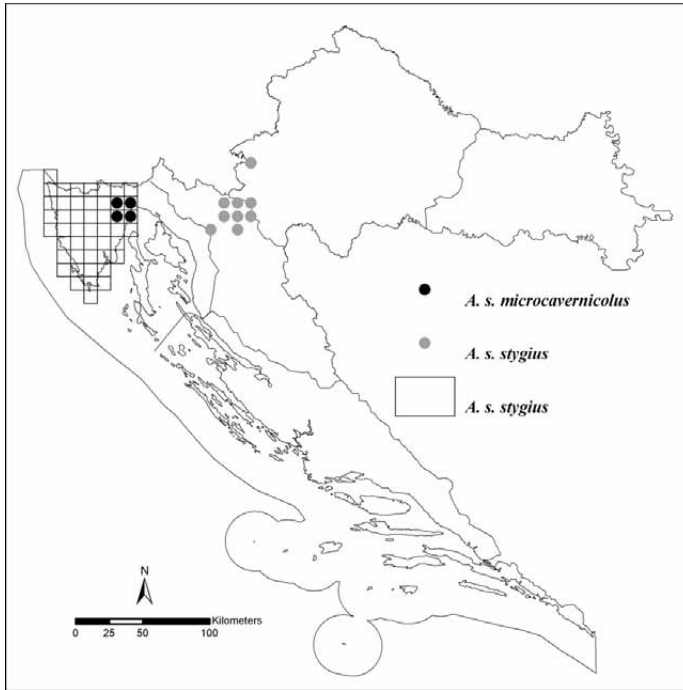 A. s. microcavernicolus
A. s. stygius
A. s. stygius
N
Kilometers
0 25 50 100